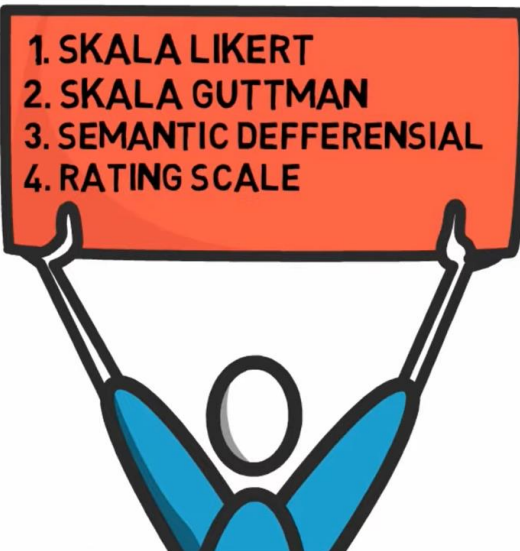 1. SKALA LIKERT
2. SKALA GUTTMAN
3. SEMANTIC DEFFERENSIAL
4. RATING SCALE